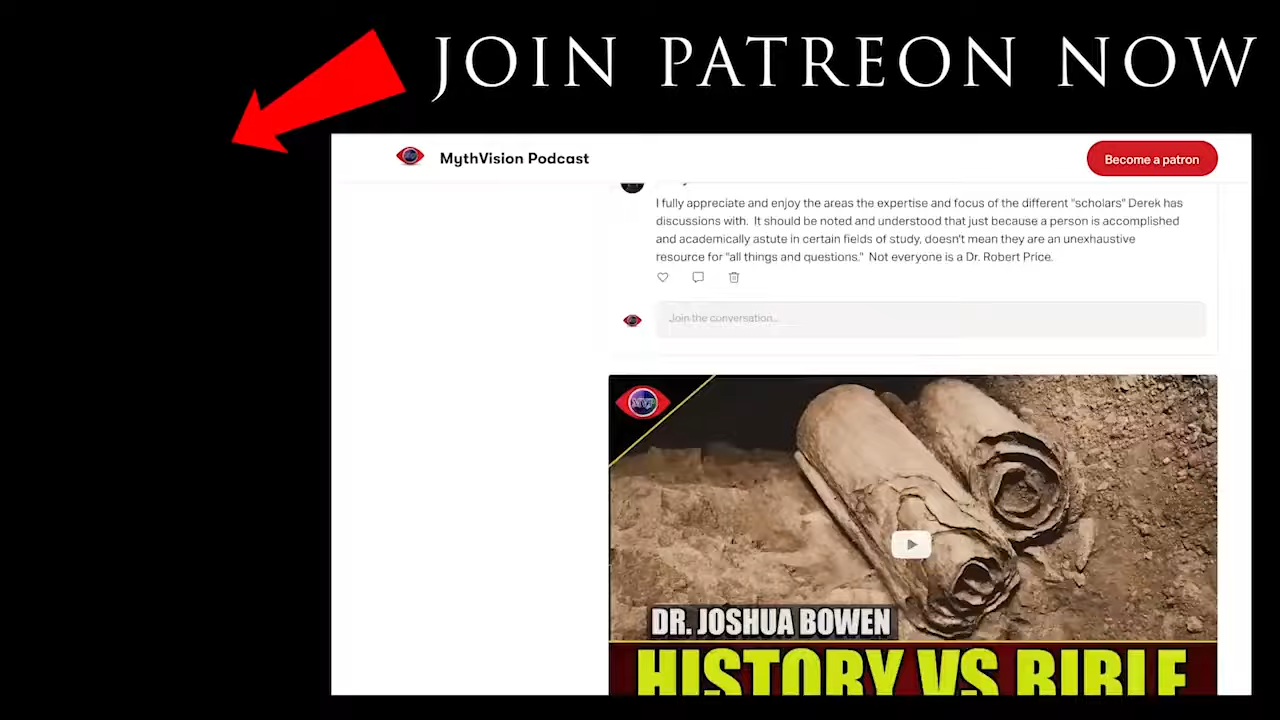 JOIN PATREON NOW
MythVision Podcast
Become a patron
I fully appreciate and enjoy the areas the expertise and focus of the different "scholars" Derek has
discussions with.  It should be noted and understood that just because a person is accomplished
and academically astute in certain fields of study, doesn't mean they are an unexhaustive
resource for "all things and questions."  Not everyone is a Dr. Robert Price.
Join the conversation...
MVP
DR. JOSHUA BOWEN
HISTORY VS BIBLE